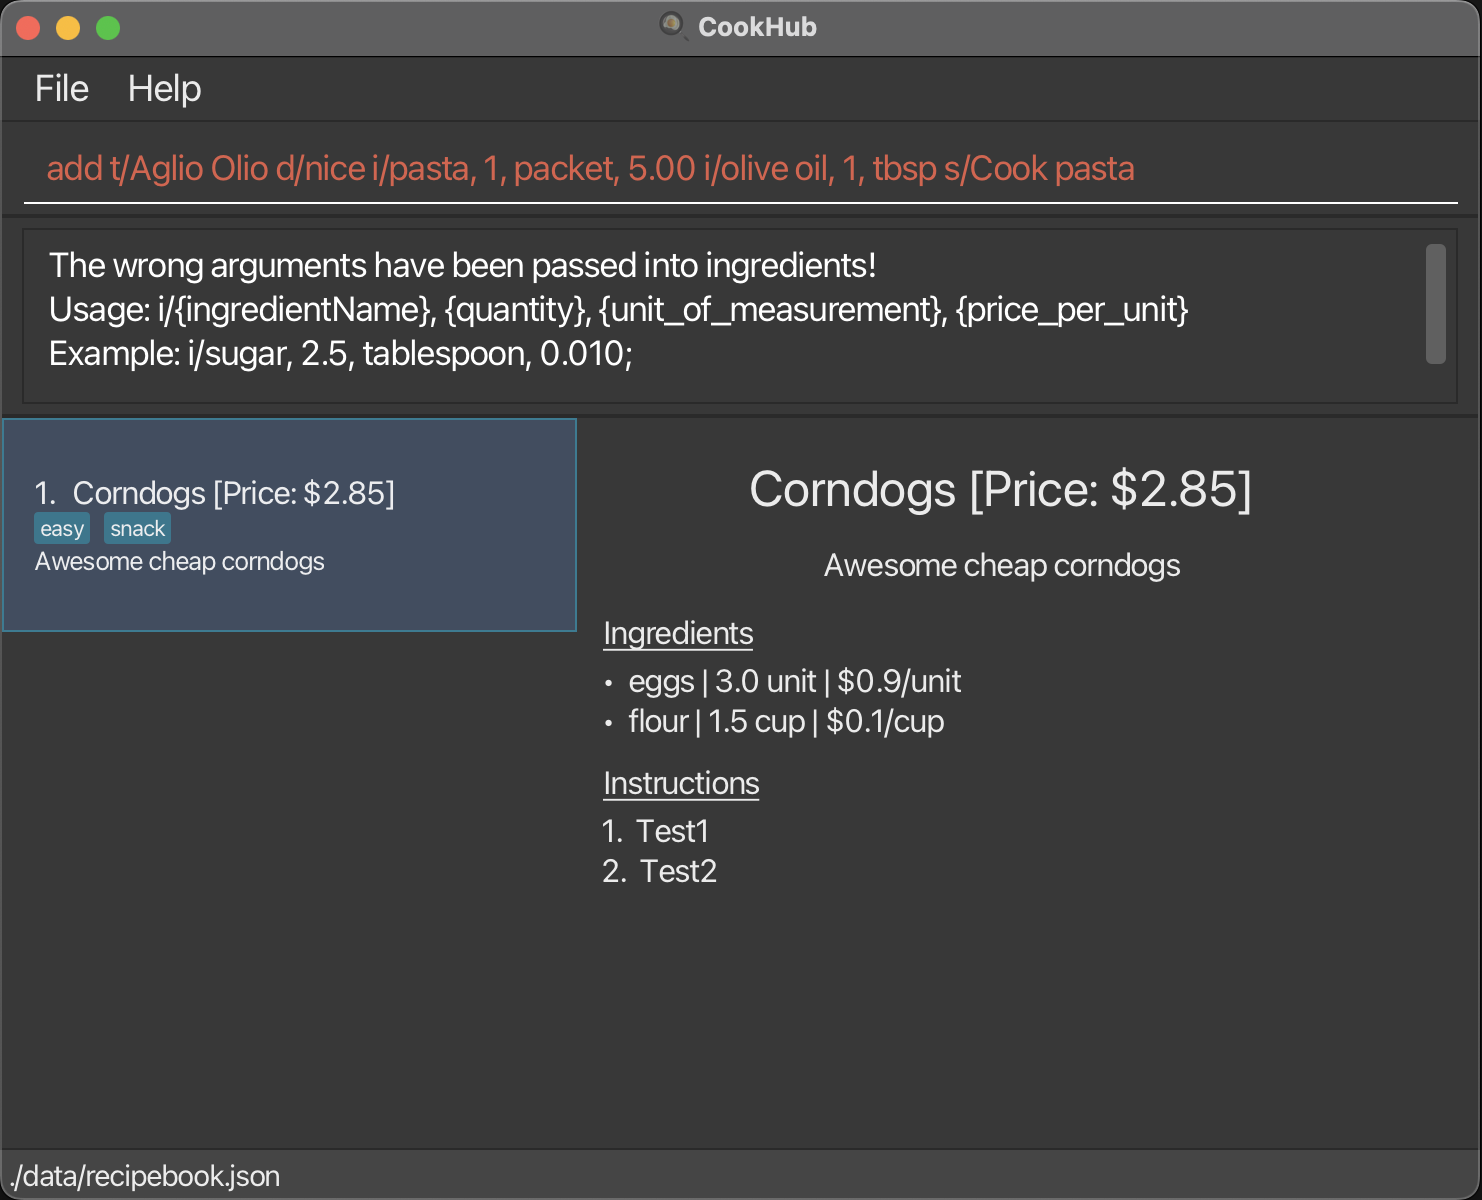 CookHub
File Help
add t/Aglio Olio d/nice i/pasta, 1, packet, 5.00 i/olive oil, 1, tbsp s/Cook pasta
The wrong arguments have been passed into ingredients!
Usage: i/{ingredientName}, {quantity}, {unit_of_measurement}, {price_per_unit}
Example: i/sugar, 2.5, tablespoon, 0.010;
1. Corndogs [Price: $2.85]
easy snack
Awesome cheap corndogs
Corndogs [Price: $2.85]
Awesome cheap corndogs
Ingredients
• eggs | 3.0 unit | $0.9/unit
• flour | 1.5 cup | $0.1/cup
Instructions
1. Test1
2. Test2
./data/recipebook.json